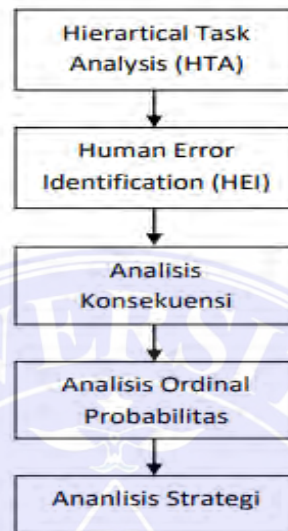 Hierartical Task
Analysis (HTA)
Human Error
Identification (HEI)
Analisis
Konsekuensi
Analisis Ordinal
Probabilitas
Ananlisis Strategi